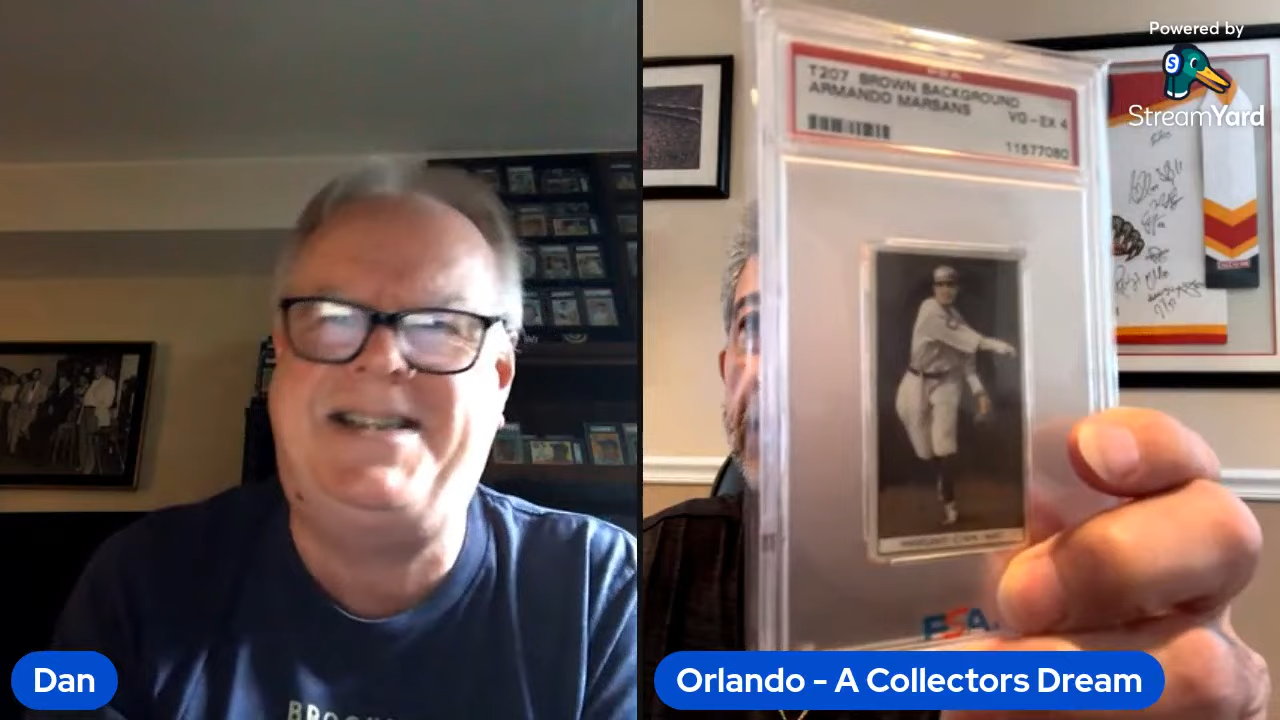 Powered by
StreamYard
T207 BROWN BACKGROUND
ARMANDO MARSANS VG-EX 4
11577080
PSA
Dan
Orlando - A Collectors Dream